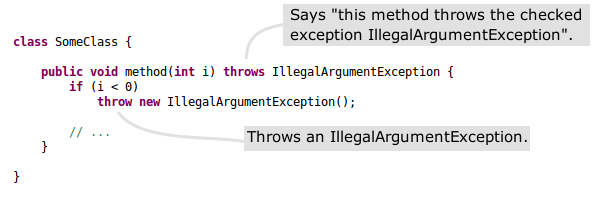 Says "this method throws the checked
exception IllegalArgumentException".
class SomeClass {
public void method(int i) throws IllegalArgumentException {
if (i < 0)
throw new IllegalArgumentException();
// ...
Throws an IllegalArgumentException.
}
}